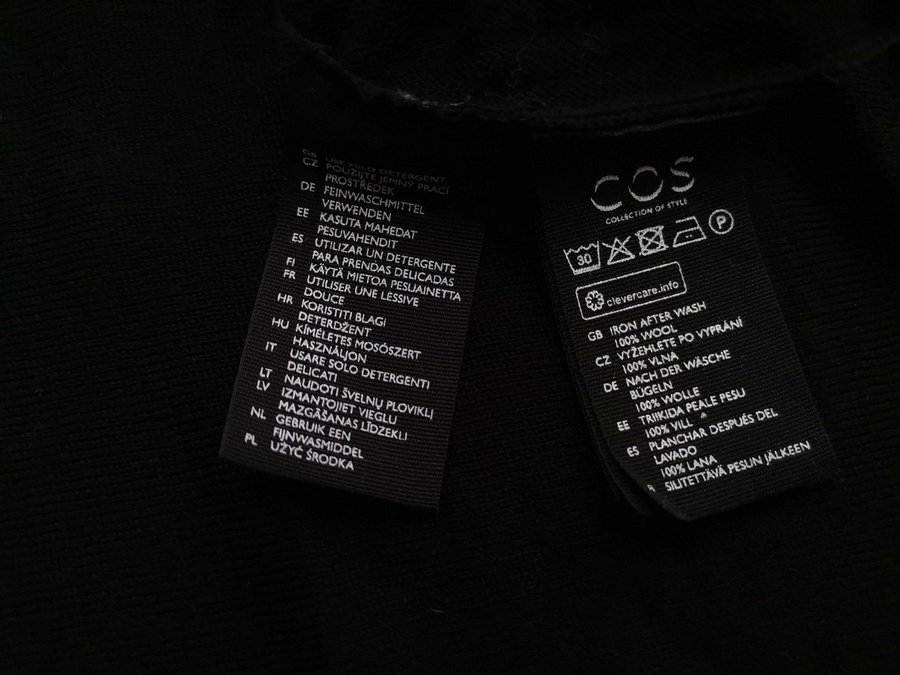 GB USE MILD DETERGENT
CZ POUŽIJTE JEMNÝ PRACÍ
PROSTŘEDEK
DE FEINWASCHMITTEL
VERWENDEN
EE KASUTA MAHEDAT
PESUVAHENDIT
ES UTILIZAR UN DETERGENTE
PARA PRENDAS DELICADAS
FI KÄYTÄ MIETOA PESUAINETTA
FR UTILISER UNE LESSIVE
DOUCE
HR KORISTITI BLAGI
DETERDŽENT
HU KÍMÉLETES MOSÓSZERT
HASZNÁLJON
IT USARE SOLO DETERGENTI
DELICATI
LT NAUDOTI ŠVELNŲ PLOVIKLĮ
LV IZMANTOJIET VIEGLU
MAZGĀŠANAS LĪDZEKLI
NL GEBRUIK EEN
FIJNWASMIDDEL
PL UŻYĆ ŚRODKA
COS
COLLECTION OF STYLE
30 P
clevercare.info
GB IRON AFTER WASH
100% WOOL
CZ VYŽEHLETE PO VYPRÁNÍ
100% VLNA
DE NACH DER WÄSCHE
BÜGELN
100% WOLLE
EE TRIIKIDA PEALE PESU
100% VILL
ES PLANCHAR DESPUÉS DEL
LAVADO
100% LANA
SILITETTÄVÄ PESUN JÄLKEEN